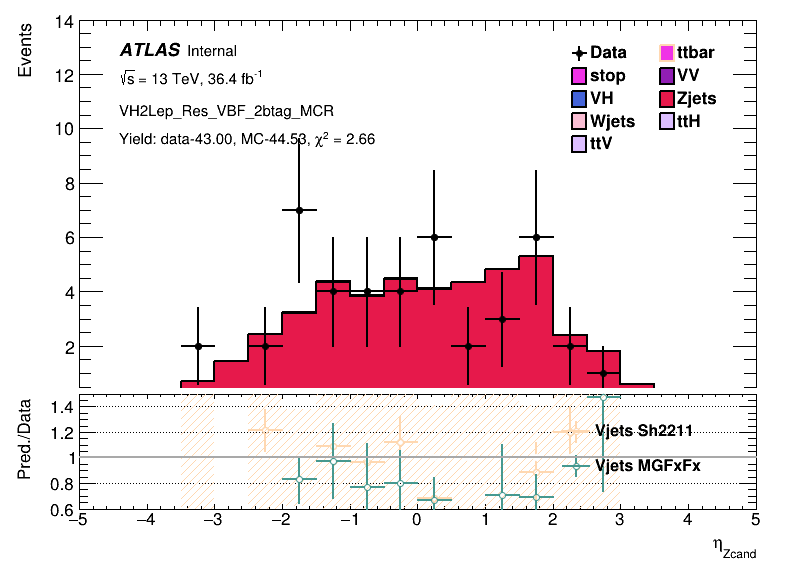 Events
14
12
10
8
6
4
2
ATLAS Internal
√s = 13 TeV, 36.4 fb⁻¹
VH2Lep_Res_VBF_2btag_MCR
Yield: data-43.00, MC-44.53, χ² = 2.66
Data
ttbar
stop
VV
VH
Zjets
Wjets
ttH
ttV
Pred./Data
1.4
1.2
1
0.8
0.6
Vjets Sh2211
Vjets MGFxFx
−5 −4 −3 −2 −1 0 1 2 3 4 5
η_Zcand